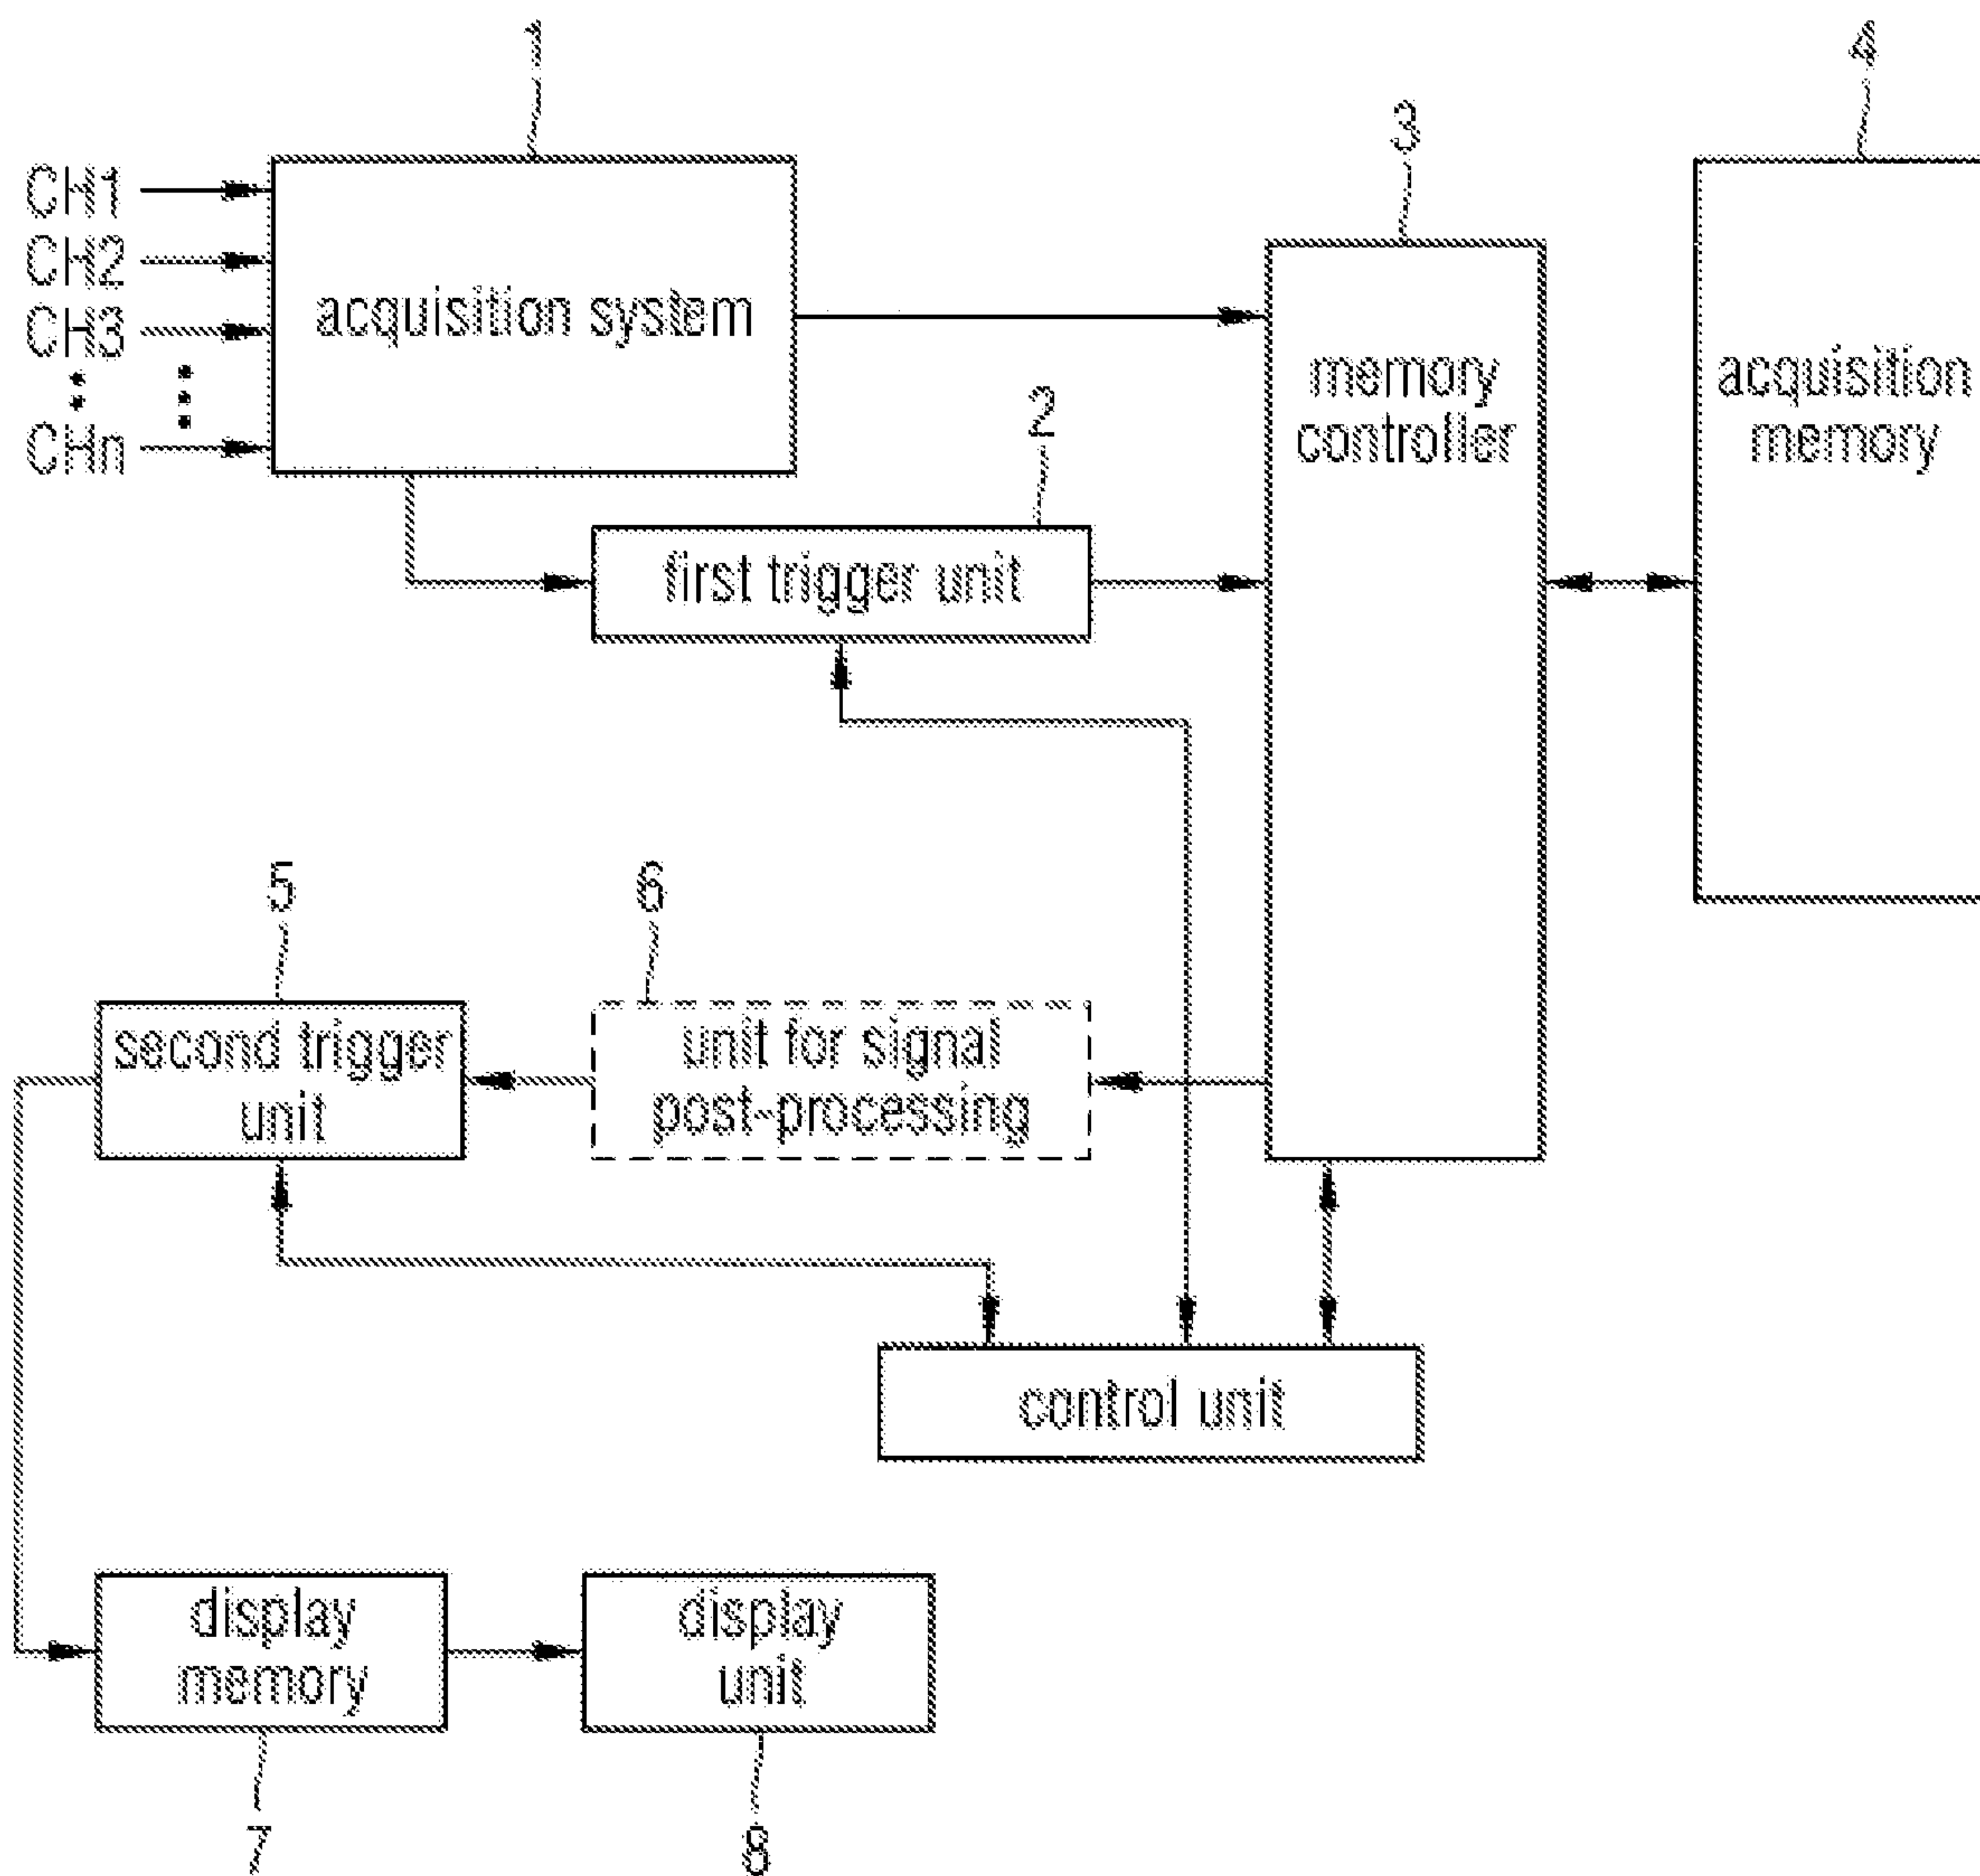 1
4
3
CH1
CH2
CH3
CHn
acquisition system
memory
controller
acquisition
memory
2
first trigger unit
5
6
second trigger
unit
unit for signal
post-processing
control unit
display
memory
display
unit
7
8